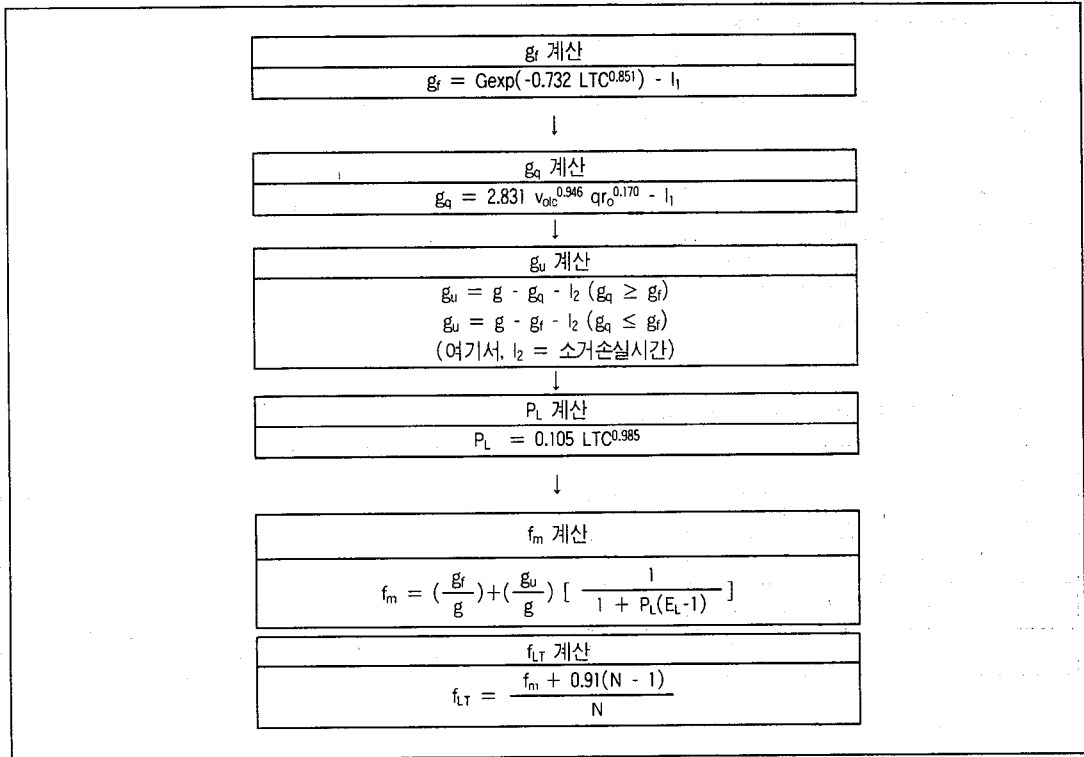 g_f 계산
g_f = Gexp(-0.732 LTC^0.851) - l_1
↓
g_q 계산
g_q = 2.831 v_olc^0.946 qr_o^0.170 - l_1
↓
g_u 계산
g_u = g - g_q - l_2 (g_q ≥ g_f)
g_u = g - g_f - l_2 (g_q ≤ g_f)
(여기서, l_2 = 소거손실시간)
↓
P_L 계산
P_L = 0.105 LTC^0.985
↓
f_m 계산
f_m = (g_f/g)+(g_u/g) [ 1/(1 + P_L(E_L-1)) ]
f_LT 계산
f_LT = (f_m + 0.91(N - 1))/N